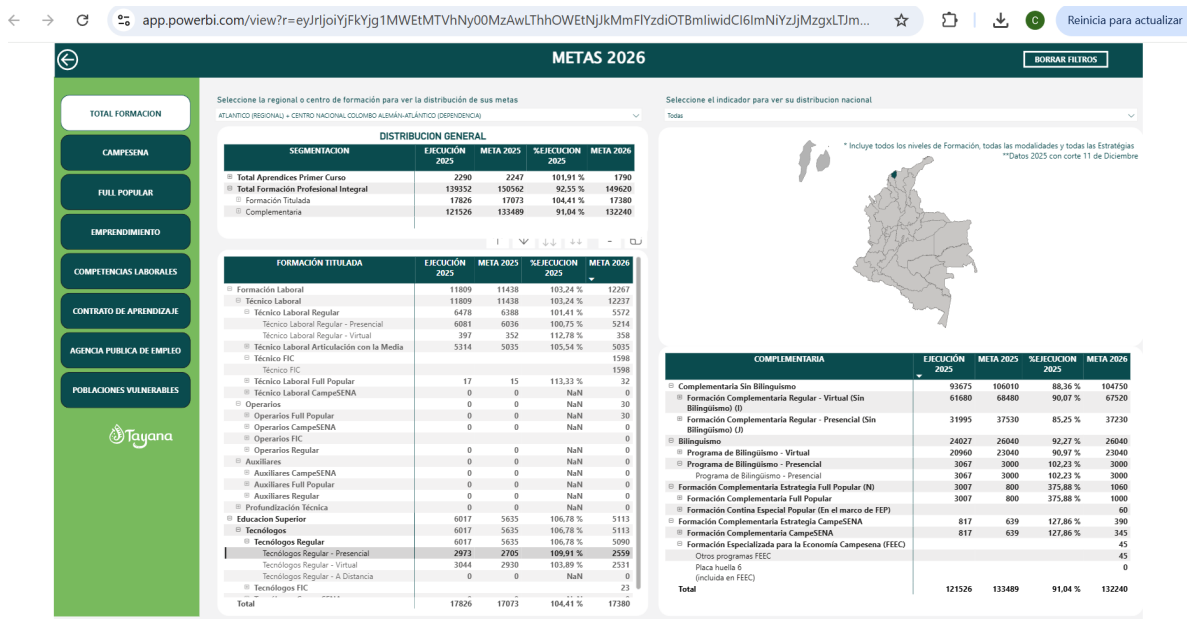 app.powerbi.com/view?r=eyJrIjoiYjFkYjg1MWEtMTVhNy00MzAwLThhOWEtNjJkMmFlYzdiOTBmIiwidCI6ImNiYzJjMzgxLTJm...
C
Reinicia para actualizar
METAS 2026
BORRAR FILTROS
TOTAL FORMACION
CAMPESENA
FULL POPULAR
EMPRENDIMIENTO
COMPETENCIAS LABORALES
CONTRATO DE APRENDIZAJE
AGENCIA PUBLICA DE EMPLEO
POBLACIONES VULNERABLES
Tayana
Seleccione la regional o centro de formación para ver la distribución de sus metas
ATLANTICO (REGIONAL) + CENTRO NACIONAL COLOMBO ALEMÁN-ATLÁNTICO (DEPENDENCIA)
DISTRIBUCION GENERAL
SEGMENTACION EJECUCIÓN 2025 META 2025 %EJECUCION 2025 META 2026
Total Aprendices Primer Curso 2290 2247 101,91 % 1790
Total Formación Profesional Integral 139352 150562 92,55 % 149620
Formación Titulada 17826 17073 104,41 % 17380
Complementaria 121526 133489 91,04 % 132240
FORMACIÓN TITULADA EJECUCIÓN 2025 META 2025 %EJECUCION 2025 META 2026
Formación Laboral 11809 11438 103,24 % 12267
Técnico Laboral 11809 11438 103,24 % 12237
Técnico Laboral Regular 6478 6388 101,41 % 5572
Técnico Laboral Regular - Presencial 6081 6036 100,75 % 5214
Técnico Laboral Regular - Virtual 397 352 112,78 % 358
Técnico Laboral Articulación con la Media 5314 5035 105,54 % 5035
Técnico FIC 1598
Técnico FIC 1598
Técnico Laboral Full Popular 17 15 113,33 % 32
Técnico Laboral CampeSENA 0 0 NaN 0
Operarios 0 0 NaN 30
Operarios Full Popular 0 0 NaN 30
Operarios CampeSENA 0 0 NaN 0
Operarios FIC 0
Operarios Regular 0 0 NaN 0
Auxiliares 0 0 NaN 0
Auxiliares CampeSENA 0 0 NaN 0
Auxiliares Full Popular 0 0 NaN 0
Auxiliares Regular 0 0 NaN 0
Profundización Técnica 0 0 NaN 0
Educacion Superior 6017 5635 106,78 % 5113
Tecnólogos 6017 5635 106,78 % 5113
Tecnólogos Regular 6017 5635 106,78 % 5090
Tecnólogos Regular - Presencial 2973 2705 109,91 % 2559
Tecnólogos Regular - Virtual 3044 2930 103,89 % 2531
Tecnólogos Regular - A Distancia 0 0 NaN 0
Tecnólogos FIC 23
Total 17826 17073 104,41 % 17380
Seleccione el indicador para ver su distribucion nacional
Todas
* Incluye todos los niveles de Formación, todas las modalidades y todas las Estratégias
**Datos 2025 con corte 11 de Diciembre
COMPLEMENTARIA EJECUCIÓN 2025 META 2025 %EJECUCION 2025 META 2026
Complementaria Sin Bilinguismo 93675 106010 88,36 % 104750
Formación Complementaria Regular - Virtual (Sin 61680 68480 90,07 % 67520
Bilingüismo) (I)
Formación Complementaria Regular - Presencial (Sin 31995 37530 85,25 % 37230
Bilingüismo) (J)
Bilinguismo 24027 26040 92,27 % 26040
Programa de Bilingüismo - Virtual 20960 23040 90,97 % 23040
Programa de Bilingüismo - Presencial 3067 3000 102,23 % 3000
Programa de Bilingüismo - Presencial 3067 3000 102,23 % 3000
Formación Complementaria Estrategia Full Popular (N) 3007 800 375,88 % 1060
Formación Complementaria Full Popular 3007 800 375,88 % 1000
Formación Contina Especial Popular (En el marco de FEP) 60
Formación Complementaria Estrategia CampeSENA 817 639 127,86 % 390
Formación Complementaria CampeSENA 817 639 127,86 % 345
Formación Especializada para la Economía Campesena (FEEC) 45
Otros programas FEEC 45
Placa huella 6 0
(incluida en FEEC)
Total 121526 133489 91,04 % 132240